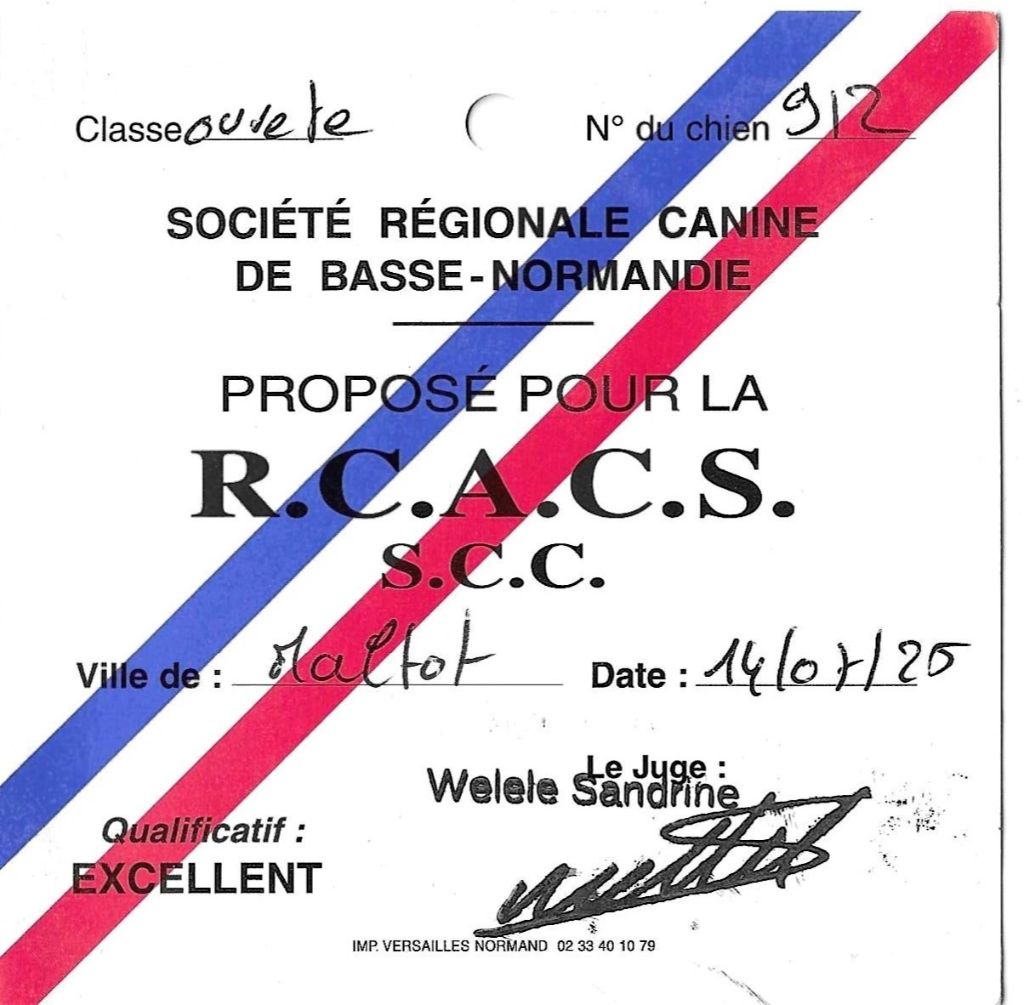 Classe ouverte N° du chien 912
SOCIÉTÉ RÉGIONALE CANINE
DE BASSE-NORMANDIE
PROPOSÉ POUR LA
R.C.A.C.S.
S.C.C.
Ville de : Maltot Date : 14/07/25
Le Juge :
Welele Sandrine
Qualificatif :
EXCELLENT
IMP. VERSAILLES NORMAND 02 33 40 10 79